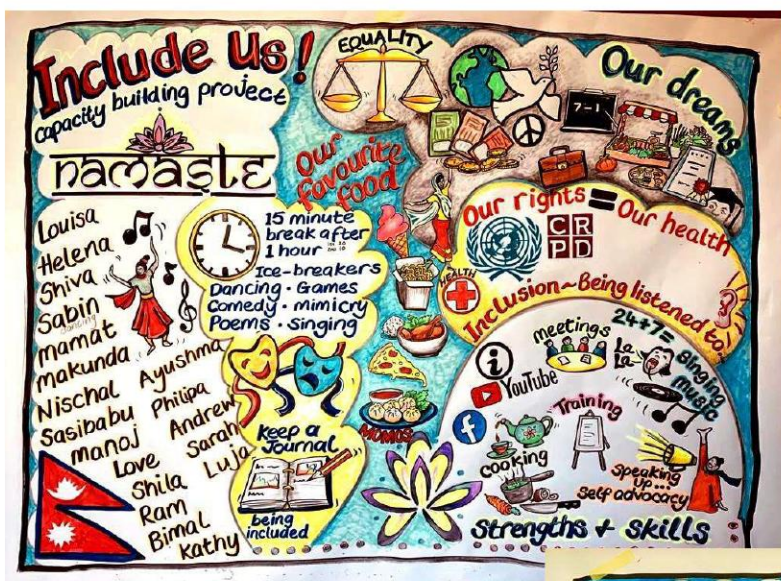 Include Us!
capacity building project
namaste
Louisa
Helena
Shiva
Sabin
mamat
makunda
Nischal
Sasibabu
manoj
Ayushma
Philipa
Andrew
Sarah
Luja
Love
Shila
Ram
Bimal
Kathy
dancing
15 minute
break after
1 hour
Ice-breakers
Dancing · Games
Comedy · mimicry
Poems · singing
keep a
Journal
being
included
Our
favourite
food
MOMOS
EQUALITY
7-1=
Our dreams
Our rights = Our health
CR
PD
HEALTH
Inclusion ~ Being listened to
i
YouTube
f
meetings
24+7=
La
La
singing
music
Training
cooking
Speaking
up...
Self advocacy
Strengths + skills